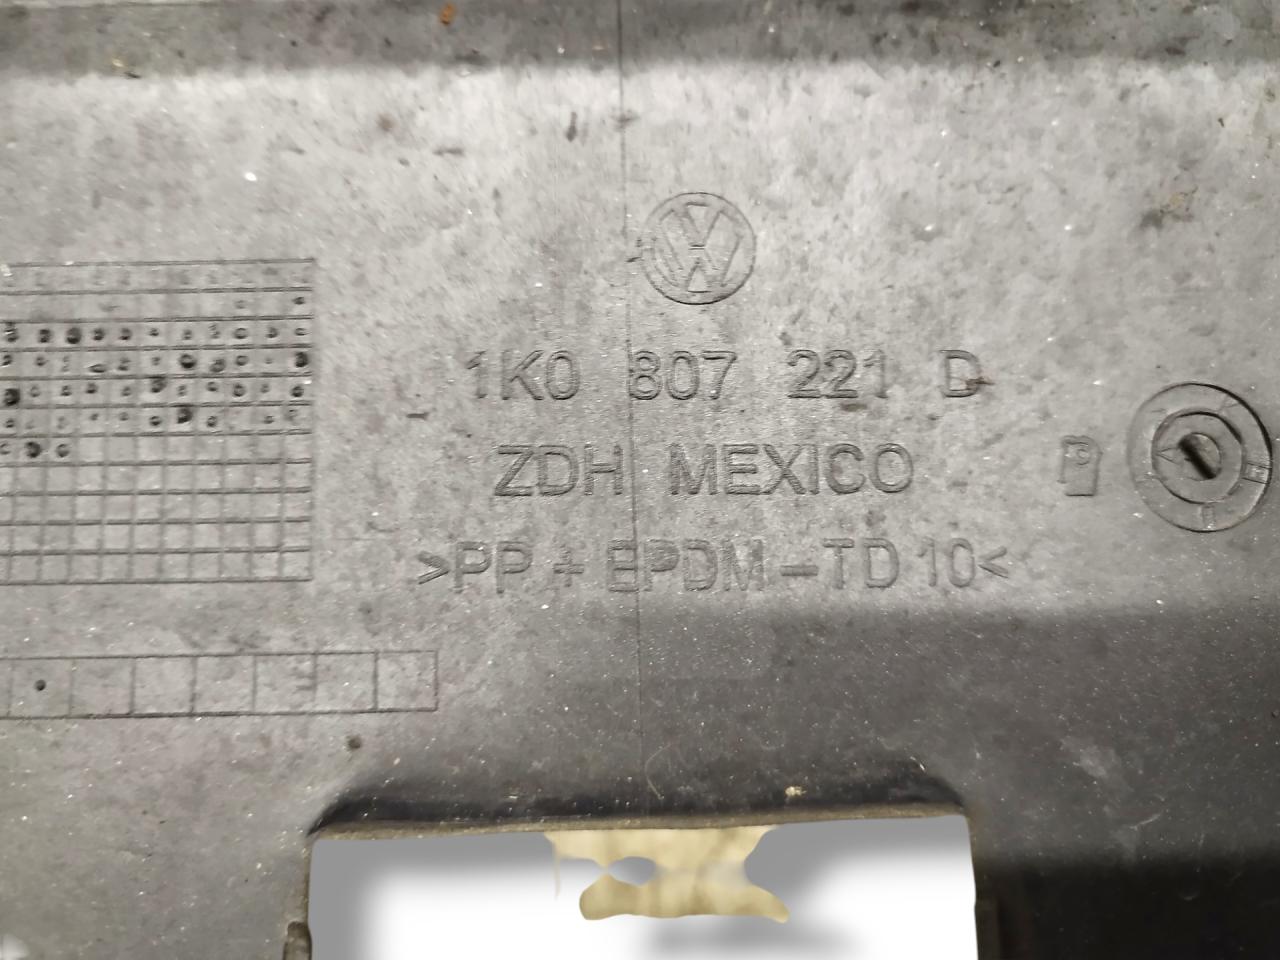 1K0 807 221 D
ZDH MEXICO
>PP + EPDM - TD 10<